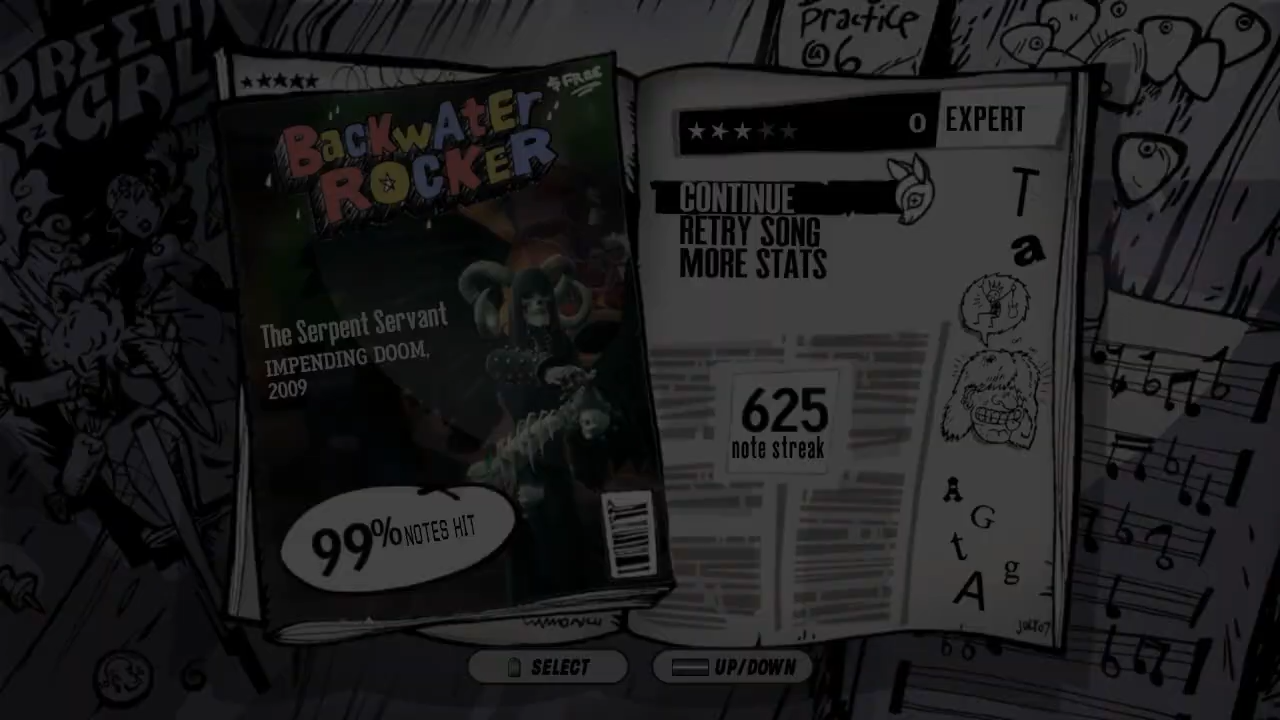 Practice
@6
FREE
BackwAtEr
ROCKER
0
EXPERT
CONTINUE
RETRY SONG
MORE STATS
The Serpent Servant
IMPENDING DOOM,
2009
625
note streak
99% NOTES HIT
T
a
A
G
t
g
A
SELECT
UP/DOWN